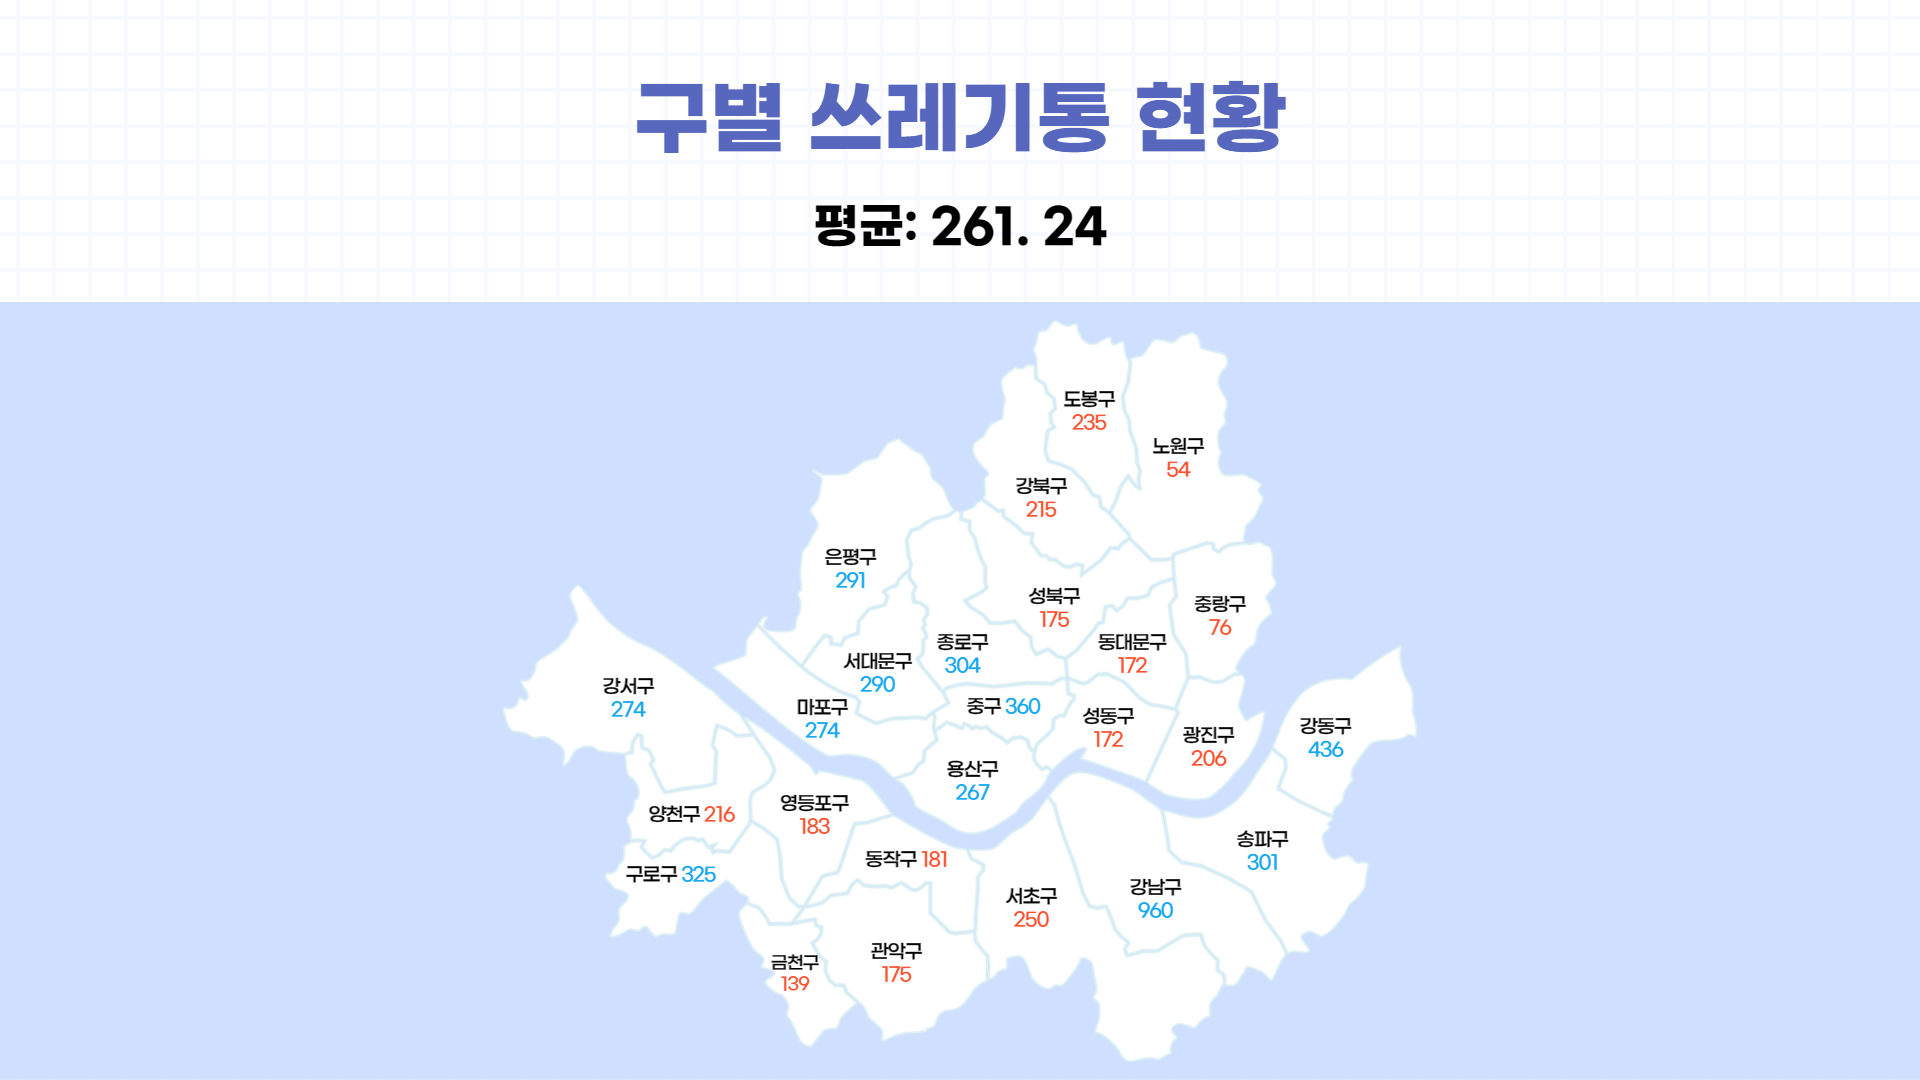 구별 쓰레기통 현황
평균: 261. 24
도봉구
235
노원구
54
강북구
215
은평구
291
성북구
175
중랑구
76
종로구
304
동대문구
172
서대문구
290
강서구
274
마포구
274
중구 360
성동구
172
광진구
206
강동구
436
용산구
267
양천구 216
영등포구
183
송파구
301
동작구 181
구로구 325
서초구
250
강남구
960
관악구
175
금천구
139